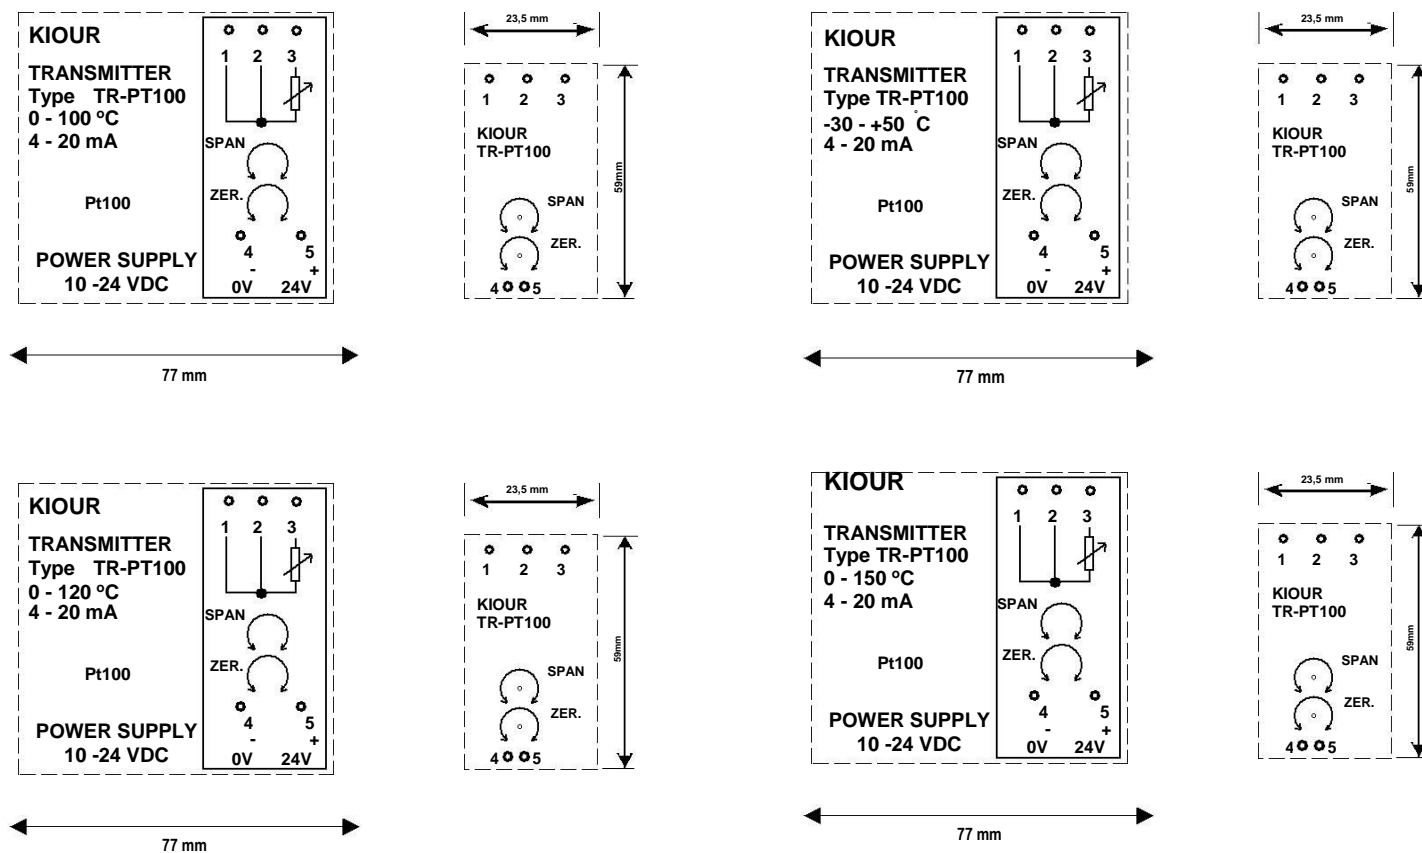 KIOUR
1 2 3
TRANSMITTER
Type TR-PT100
0 - 100 ºC
4 - 20 mA
SPAN
ZER.
Pt100
4 5
POWER SUPPLY - +
10 -24 VDC 0V 24V
77 mm
23,5 mm
1 2 3
KIOUR
TR-PT100
59mm
SPAN
ZER.
4 5
KIOUR
1 2 3
TRANSMITTER
Type TR-PT100
-30 - +50 °C
4 - 20 mA
SPAN
ZER.
Pt100
4 5
POWER SUPPLY - +
10 -24 VDC 0V 24V
77 mm
23,5 mm
1 2 3
KIOUR
TR-PT100
59mm
SPAN
ZER.
4 5
KIOUR
1 2 3
TRANSMITTER
Type TR-PT100
0 - 120 ºC
4 - 20 mA
SPAN
ZER.
Pt100
4 5
POWER SUPPLY - +
10 -24 VDC 0V 24V
77 mm
23,5 mm
1 2 3
KIOUR
TR-PT100
59mm
SPAN
ZER.
4 5
KIOUR
1 2 3
TRANSMITTER
Type TR-PT100
0 - 150 ºC
4 - 20 mA
SPAN
ZER.
Pt100
4 5
POWER SUPPLY - +
10 -24 VDC 0V 24V
77 mm
23,5 mm
1 2 3
KIOUR
TR-PT100
59mm
SPAN
ZER.
4 5